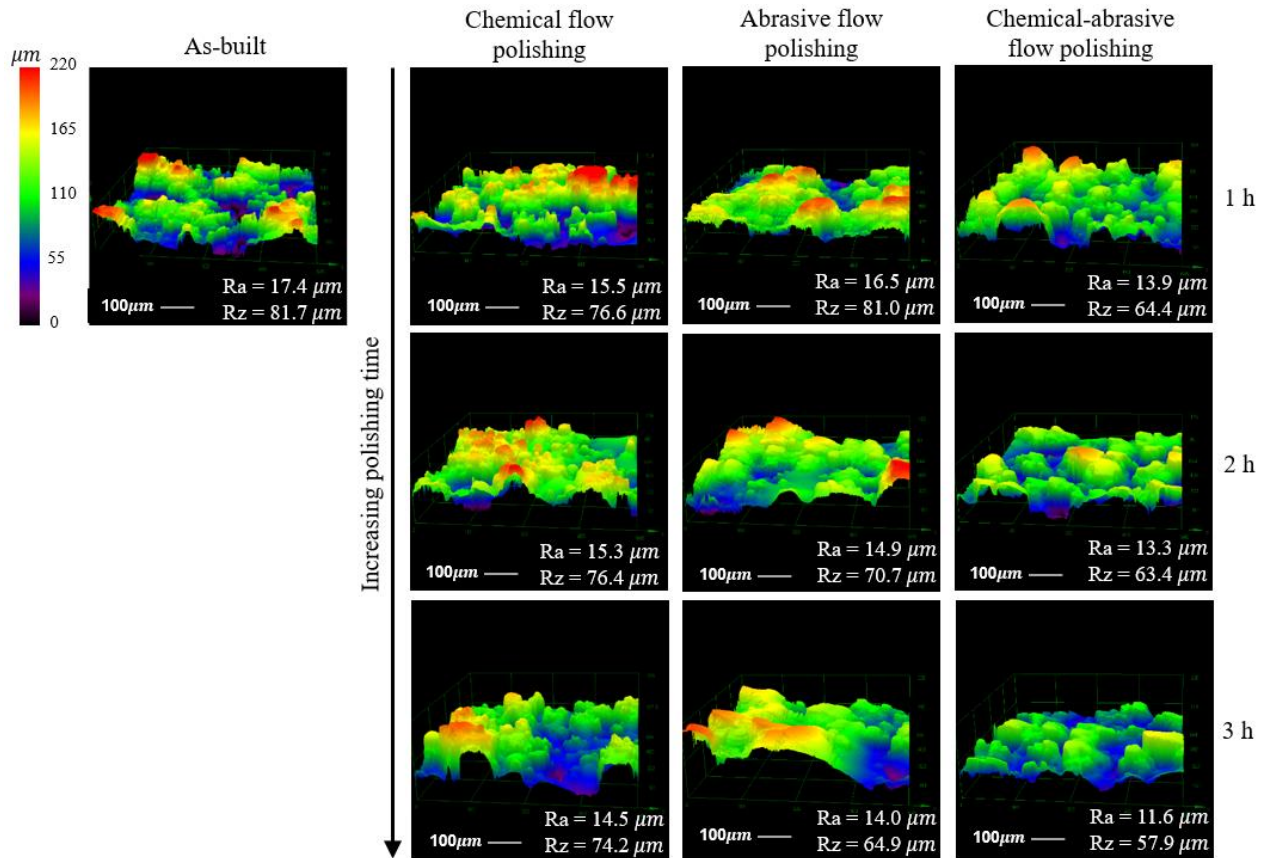 As-built
Chemical flow
polishing
Abrasive flow
polishing
Chemical-abrasive
flow polishing
μm
220
165
110
55
0
Increasing polishing time
100μm
Ra = 17.4 μm
Rz = 81.7 μm
100μm
Ra = 15.5 μm
Rz = 76.6 μm
100μm
Ra = 16.5 μm
Rz = 81.0 μm
100μm
Ra = 13.9 μm
Rz = 64.4 μm
1 h
100μm
Ra = 15.3 μm
Rz = 76.4 μm
100μm
Ra = 14.9 μm
Rz = 70.7 μm
100μm
Ra = 13.3 μm
Rz = 63.4 μm
2 h
100μm
Ra = 14.5 μm
Rz = 74.2 μm
100μm
Ra = 14.0 μm
Rz = 64.9 μm
100μm
Ra = 11.6 μm
Rz = 57.9 μm
3 h